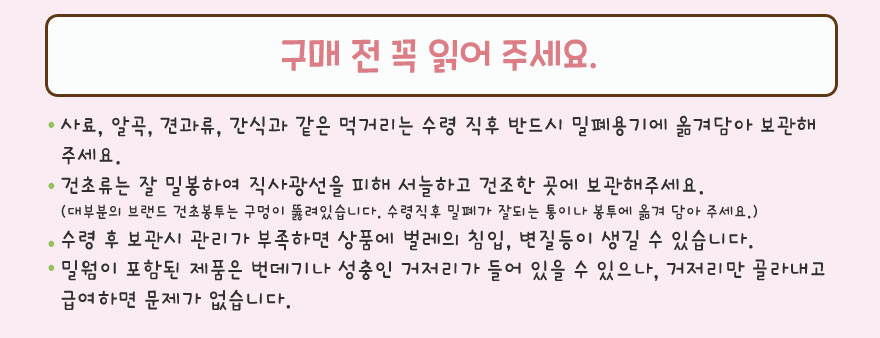 구매 전 꼭 읽어 주세요.
• 사료, 알곡, 견과류, 간식과 같은 먹거리는 수령 직후 반드시 밀폐용기에 옮겨담아 보관해
주세요.
• 건초류는 잘 밀봉하여 직사광선을 피해 서늘하고 건조한 곳에 보관해주세요.
(대부분의 브랜드 건초봉투는 구멍이 뚫려있습니다. 수령직후 밀폐가 잘되는 통이나 봉투에 옮겨 담아 주세요.)
• 수령 후 보관시 관리가 부족하면 상품에 벌레의 침입, 변질등이 생길 수 있습니다.
• 밀웜이 포함된 제품은 번데기나 성충인 거저리가 들어 있을 수 있으나, 거저리만 골라내고
급여하면 문제가 없습니다.